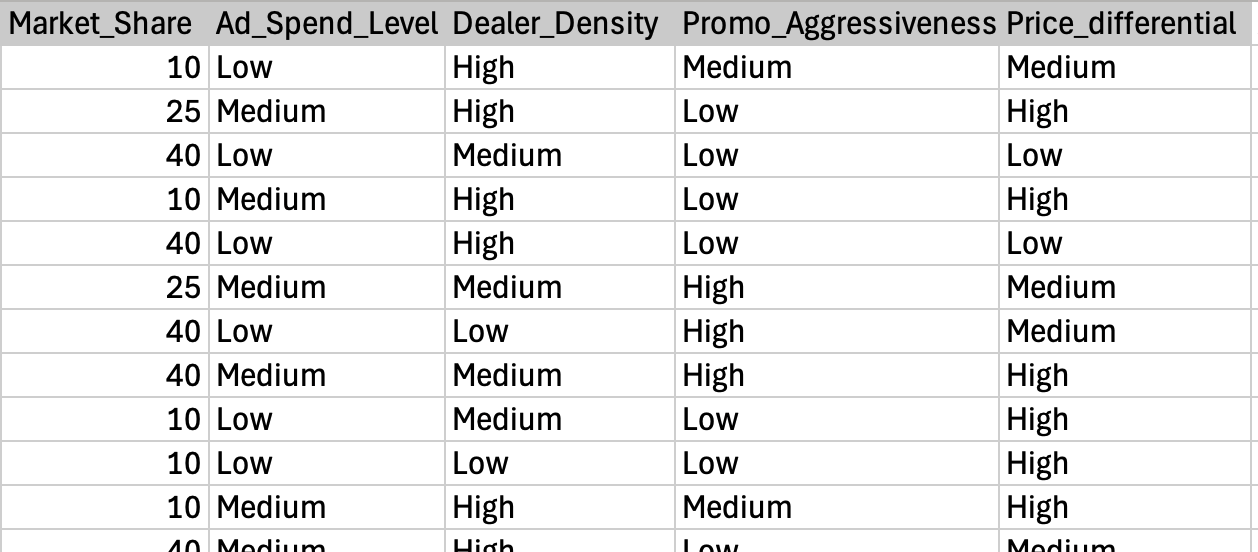 Market_Share Ad_Spend_Level Dealer_Density Promo_Aggressiveness Price_differential
10 Low High Medium Medium
25 Medium High Low High
40 Low Medium Low Low
10 Medium High Low High
40 Low High Low Low
25 Medium Medium High Medium
40 Low Low High Medium
40 Medium Medium High High
10 Low Medium Low High
10 Low Low Low High
10 Medium High Medium High
40 Medium High Low Medium